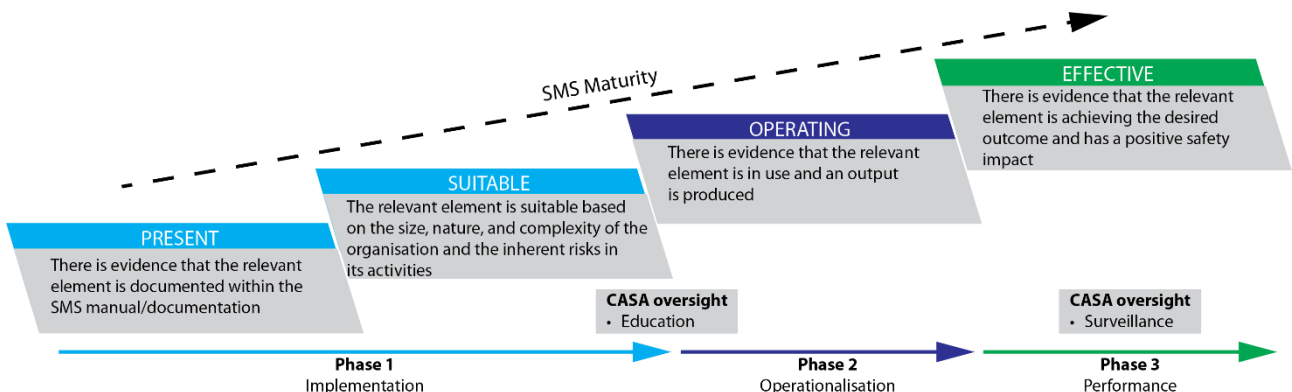 SMS Maturity
PRESENT
There is evidence that the relevant
element is documented within the
SMS manual/documentation
SUITABLE
The relevant element is suitable based
on the size, nature, and complexity of the
organisation and the inherent risks in
its activities
OPERATING
There is evidence that the relevant
element is in use and an output
is produced
EFFECTIVE
There is evidence that the relevant
element is achieving the desired
outcome and has a positive safety
impact
CASA oversight
• Education
CASA oversight
• Surveillance
Phase 1
Implementation
Phase 2
Operationalisation
Phase 3
Performance